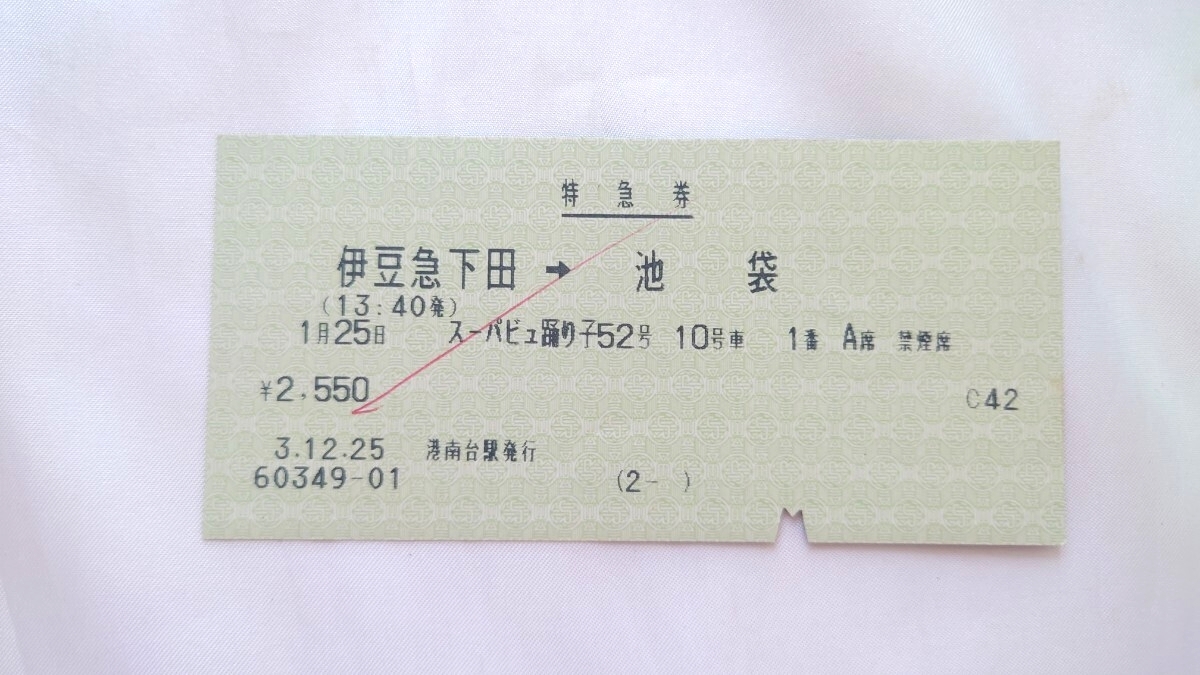 特急券
伊豆急下田 → 池袋
(13:40発)
1月25日 スーパビュ踊り子52号 10号車 1番 A席 禁煙席
¥2,550
C42
3.12.25 港南台駅発行
60349-01 (2- )